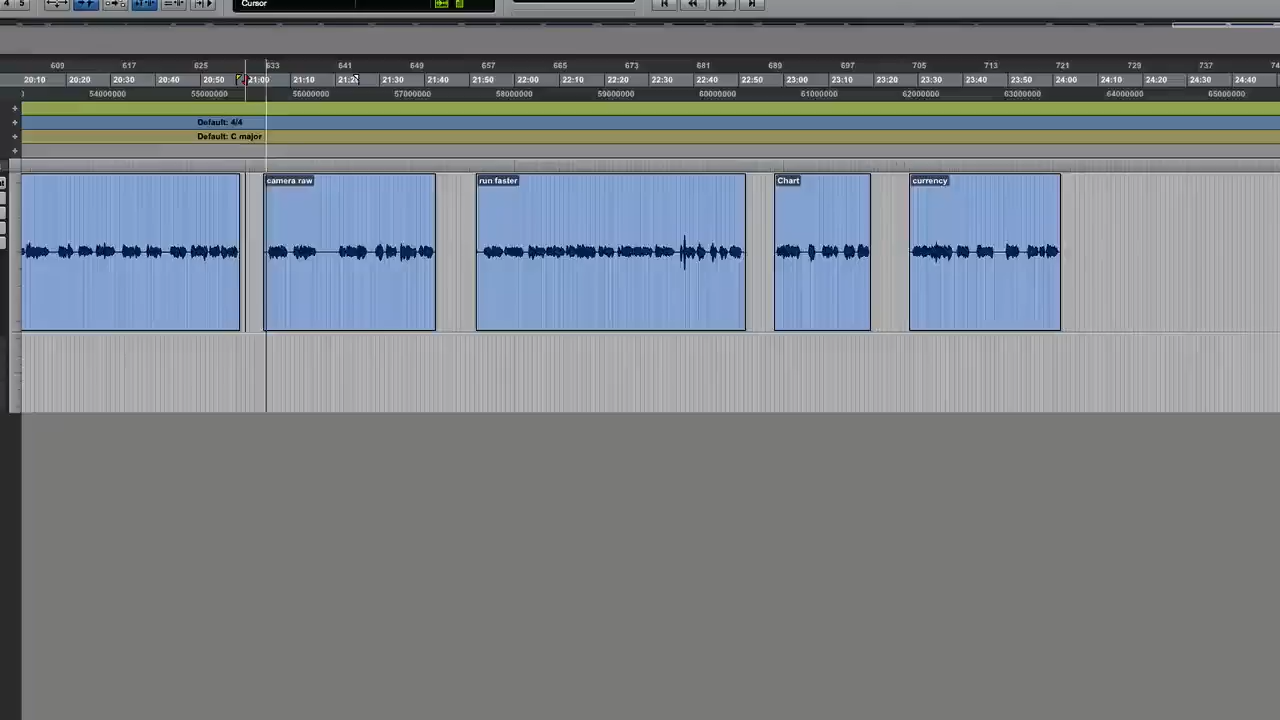 4 5
Cursor
609 617 625 633 641 649 657 665 673 681 689 697 705 713 721 729 737
20:10 20:20 20:30 20:40 20:50 21:00 21:10 21:30 21:40 21:50 22:00 22:10 22:20 22:30 22:40 22:50 23:00 23:10 23:20 23:30 23:40 23:50 24:00 24:10 24:20 24:30 24:40
54000000 55000000 56000000 57000000 58000000 59000000 60000000 61000000 62000000 63000000 64000000 65000000
Default: 4/4
Default: C major
camera raw run faster Chart currency